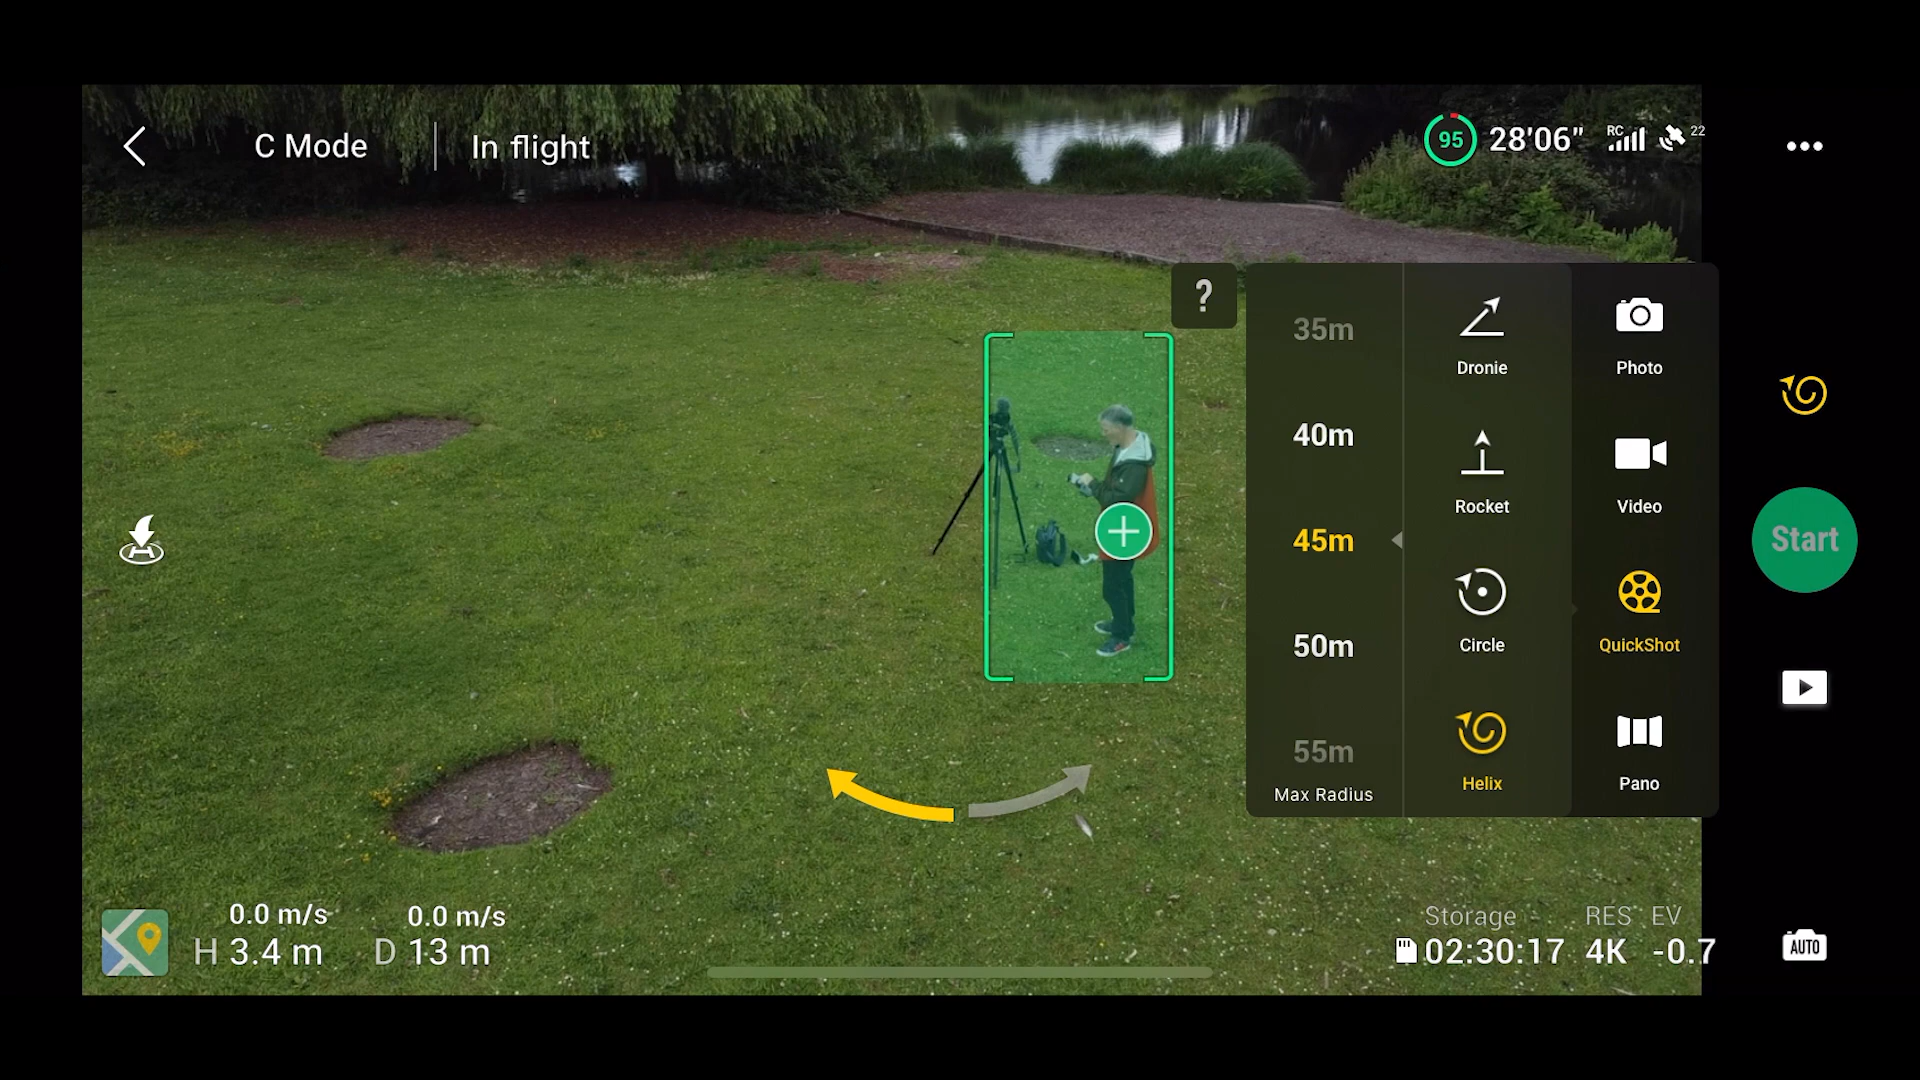 C Mode
In flight
95
28'06"
RC
22
?
35m
40m
45m
50m
55m
Max Radius
Dronie
Rocket
Circle
Helix
Photo
Video
QuickShot
Pano
Start
0.0 m/s
0.0 m/s
H 3.4 m
D 13 m
Storage
RES
EV
02:30:17
4K
-0.7
AUTO